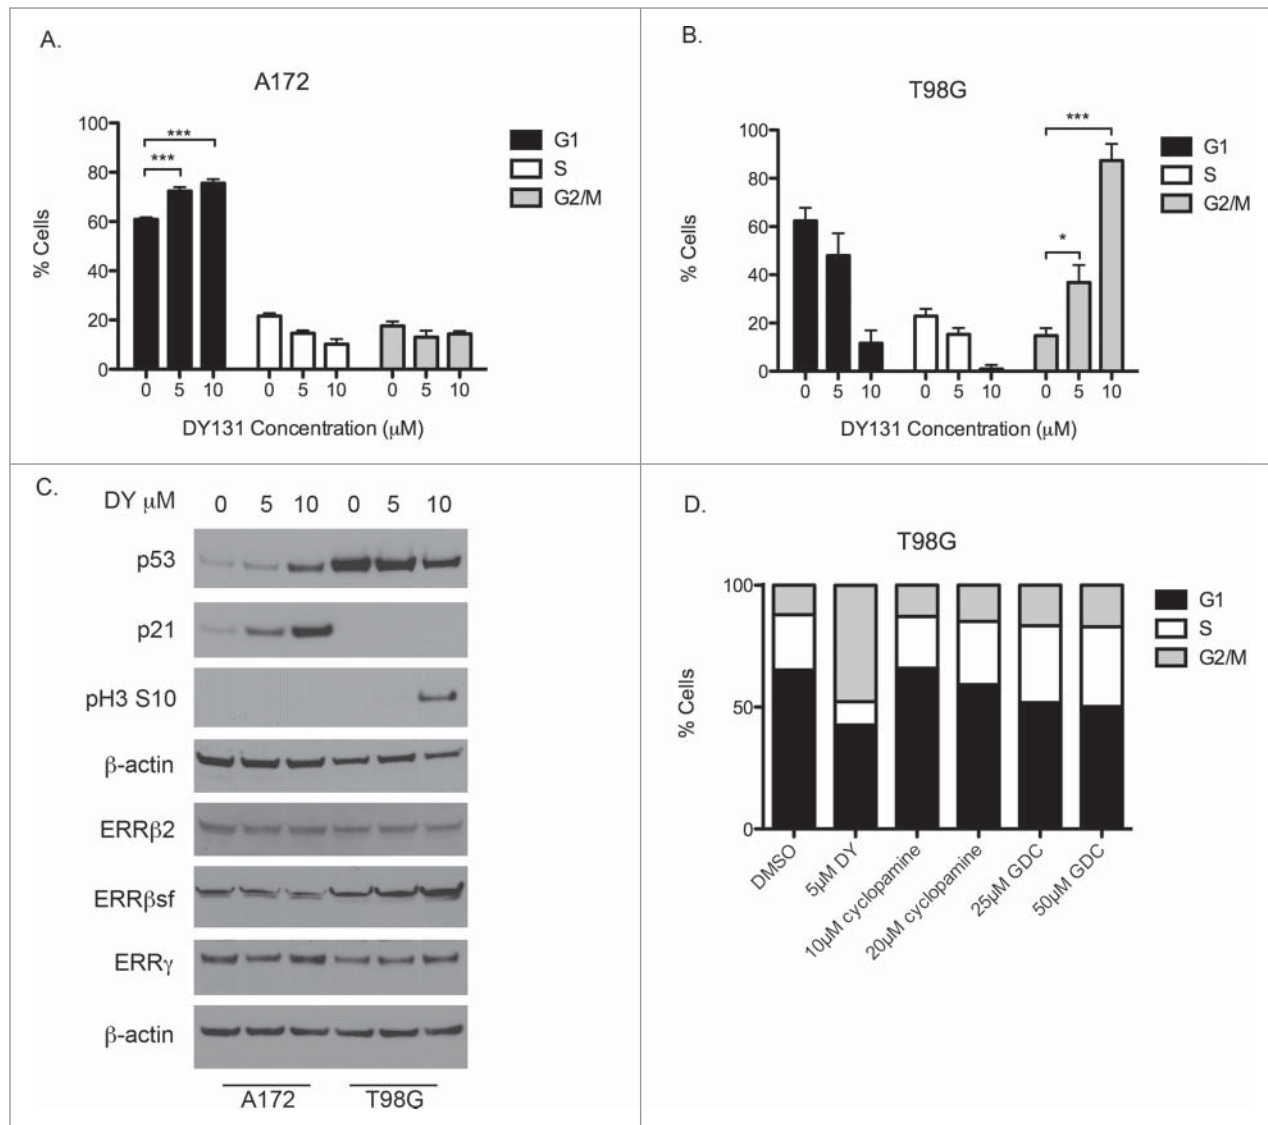 A.
A172
100
80
60
40
20
0
% Cells
***
***
G1
S
G2/M
0 5 10 0 5 10 0 5 10
DY131 Concentration (μM)
B.
T98G
100
80
60
40
20
0
% Cells
***
*
G1
S
G2/M
0 5 10 0 5 10 0 5 10
DY131 Concentration (μM)
C.
DY μM 0 5 10 0 5 10
p53
p21
pH3 S10
β-actin
ERRβ2
ERRβsf
ERRγ
β-actin
A172 T98G
D.
T98G
100
50
0
% Cells
G1
S
G2/M
DMSO
5μM DY
10μM cyclopamine
20μM cyclopamine
25μM GDC
50μM GDC